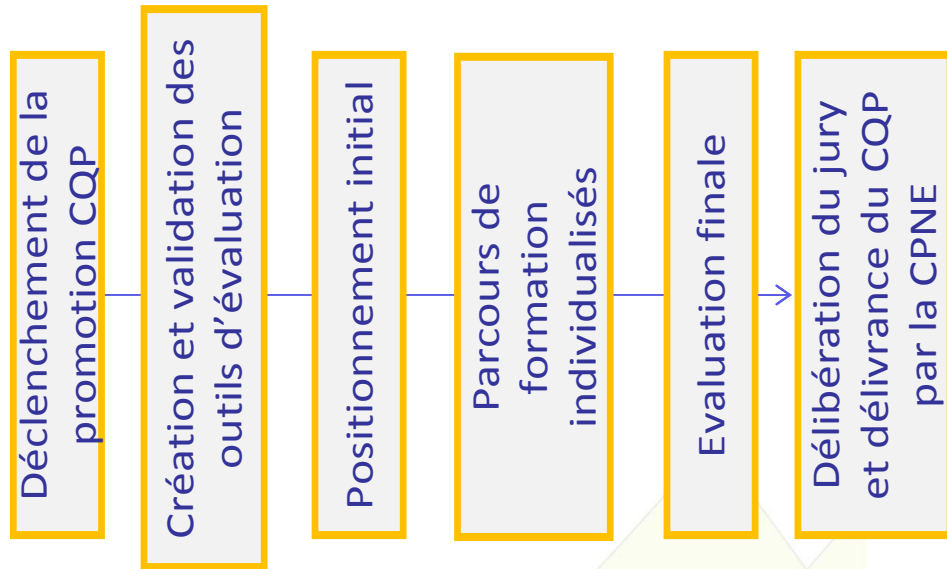 Déclenchement de la
promotion CQP
Création et validation des
outils d’évaluation
Positionnement initial
Parcours de
formation
individualisés
Evaluation finale
Délibération du jury
et délivrance du CQP
par la CPNE